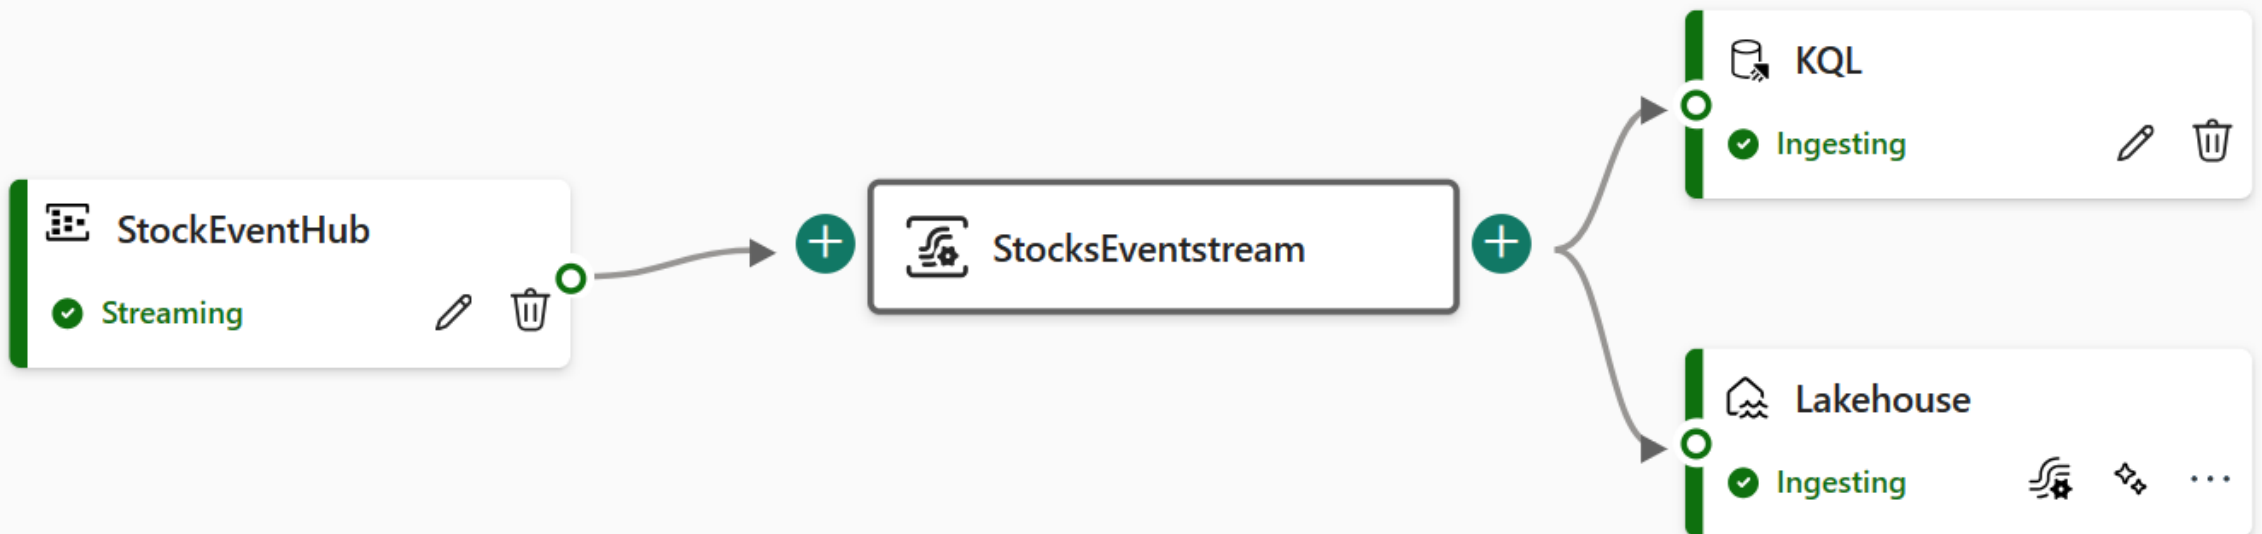 StockEventHub
Streaming
StocksEventstream
KQL
Ingesting
Lakehouse
Ingesting